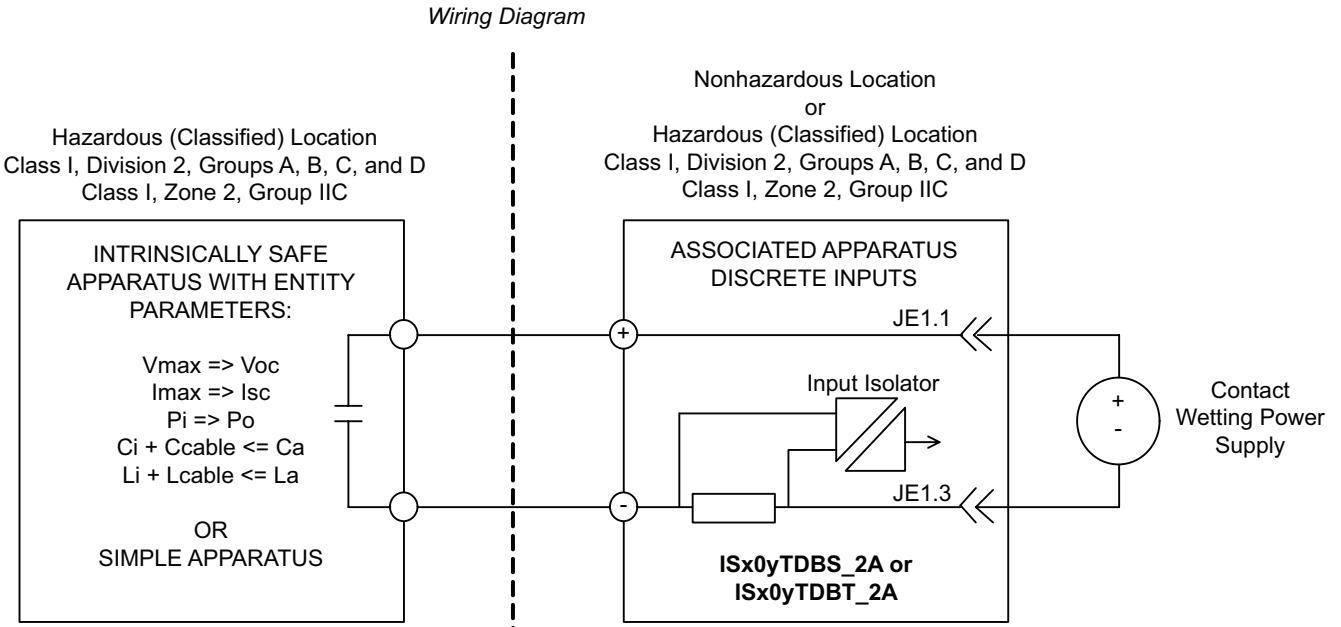 Wiring Diagram
Hazardous (Classified) Location
Class I, Division 2, Groups A, B, C, and D
Class I, Zone 2, Group IIC
INTRINSICALLY SAFE
APPARATUS WITH ENTITY
PARAMETERS:
Vmax => Voc
Imax => Isc
Pi => Po
Ci + Ccable <= Ca
Li + Lcable <= La
OR
SIMPLE APPARATUS
Nonhazardous Location
or
Hazardous (Classified) Location
Class I, Division 2, Groups A, B, C, and D
Class I, Zone 2, Group IIC
ASSOCIATED APPARATUS
DISCRETE INPUTS
+
JE1.1
Input Isolator
-
JE1.3
ISx0yTDBS_2A or
ISx0yTDBT_2A
+
-
Contact
Wetting Power
Supply